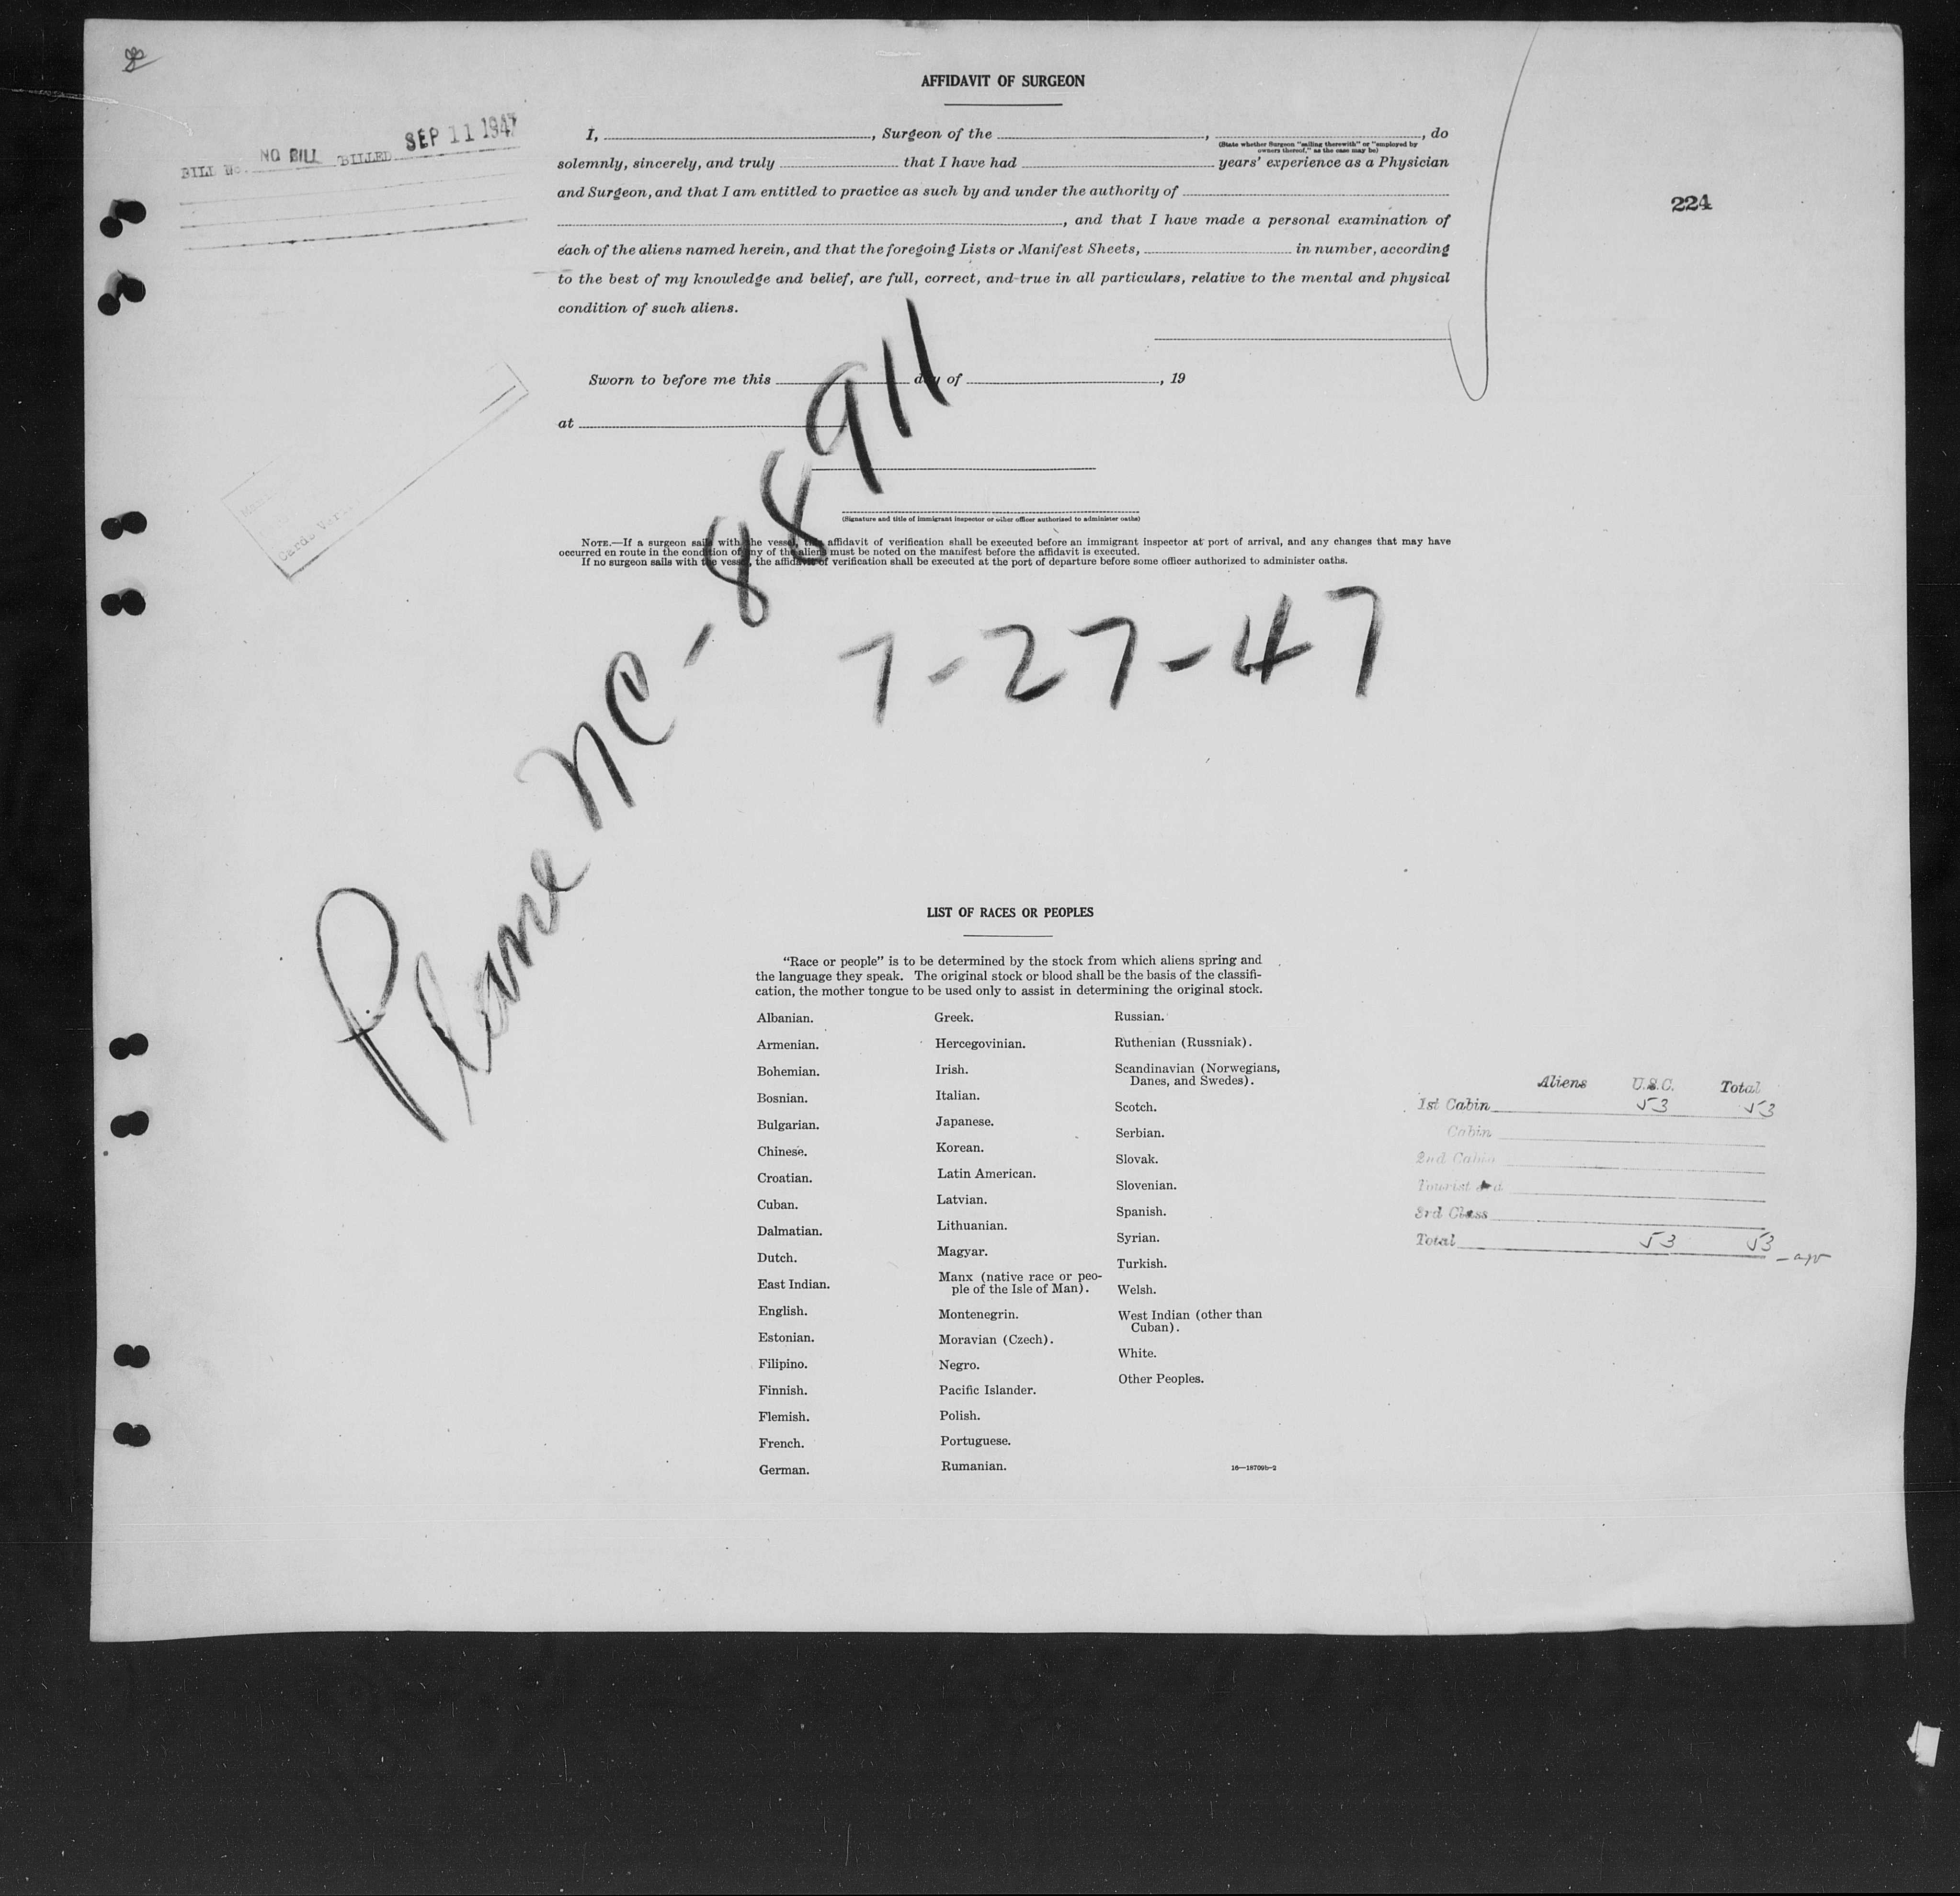 AFFIDAVIT OF SURGEON
BILL No. NO BILL BILLED SEP 11 1947
224
I, , Surgeon of the , , do
(State whether Surgeon "sailing therewith" or "employed by
owners thereof," as the case may be)
solemnly, sincerely, and truly that I have had years' experience as a Physician
and Surgeon, and that I am entitled to practice as such by and under the authority of
, and that I have made a personal examination of
each of the aliens named herein, and that the foregoing Lists or Manifest Sheets, in number, according
to the best of my knowledge and belief, are full, correct, and true in all particulars, relative to the mental and physical
condition of such aliens.
Sworn to before me this day of , 19
at
(Signature and title of immigrant inspector or other officer authorized to administer oaths)
NOTE.—If a surgeon sails with the vessel, this affidavit of verification shall be executed before an immigrant inspector at port of arrival, and any changes that may have
occurred en route in the condition of any of the aliens must be noted on the manifest before the affidavit is executed.
If no surgeon sails with the vessel, the affidavit of verification shall be executed at the port of departure before some officer authorized to administer oaths.
Cards Ver.
Plane NC-88911
7-27-47
LIST OF RACES OR PEOPLES
"Race or people" is to be determined by the stock from which aliens spring and
the language they speak. The original stock or blood shall be the basis of the classifi-
cation, the mother tongue to be used only to assist in determining the original stock.
Albanian.
Armenian.
Bohemian.
Bosnian.
Bulgarian.
Chinese.
Croatian.
Cuban.
Dalmatian.
Dutch.
East Indian.
English.
Estonian.
Filipino.
Finnish.
Flemish.
French.
German.
Greek.
Hercegovinian.
Irish.
Italian.
Japanese.
Korean.
Latin American.
Latvian.
Lithuanian.
Magyar.
Manx (native race or peo-
ple of the Isle of Man).
Montenegrin.
Moravian (Czech).
Negro.
Pacific Islander.
Polish.
Portuguese.
Rumanian.
Russian.
Ruthenian (Russniak).
Scandinavian (Norwegians,
Danes, and Swedes).
Scotch.
Serbian.
Slovak.
Slovenian.
Spanish.
Syrian.
Turkish.
Welsh.
West Indian (other than
Cuban).
White.
Other Peoples.
16—18709b-2
Aliens U.S.C. Total
1st Cabin 53 53
Cabin
2nd Cabin
Tourist 3rd
3rd Class
Total 53 53